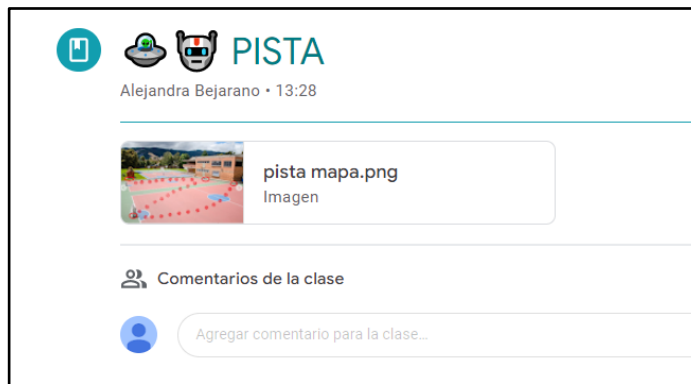 🛸🤖 PISTA
Alejandra Bejarano • 13:28
pista mapa.png
Imagen
Comentarios de la clase
Agregar comentario para la clase...